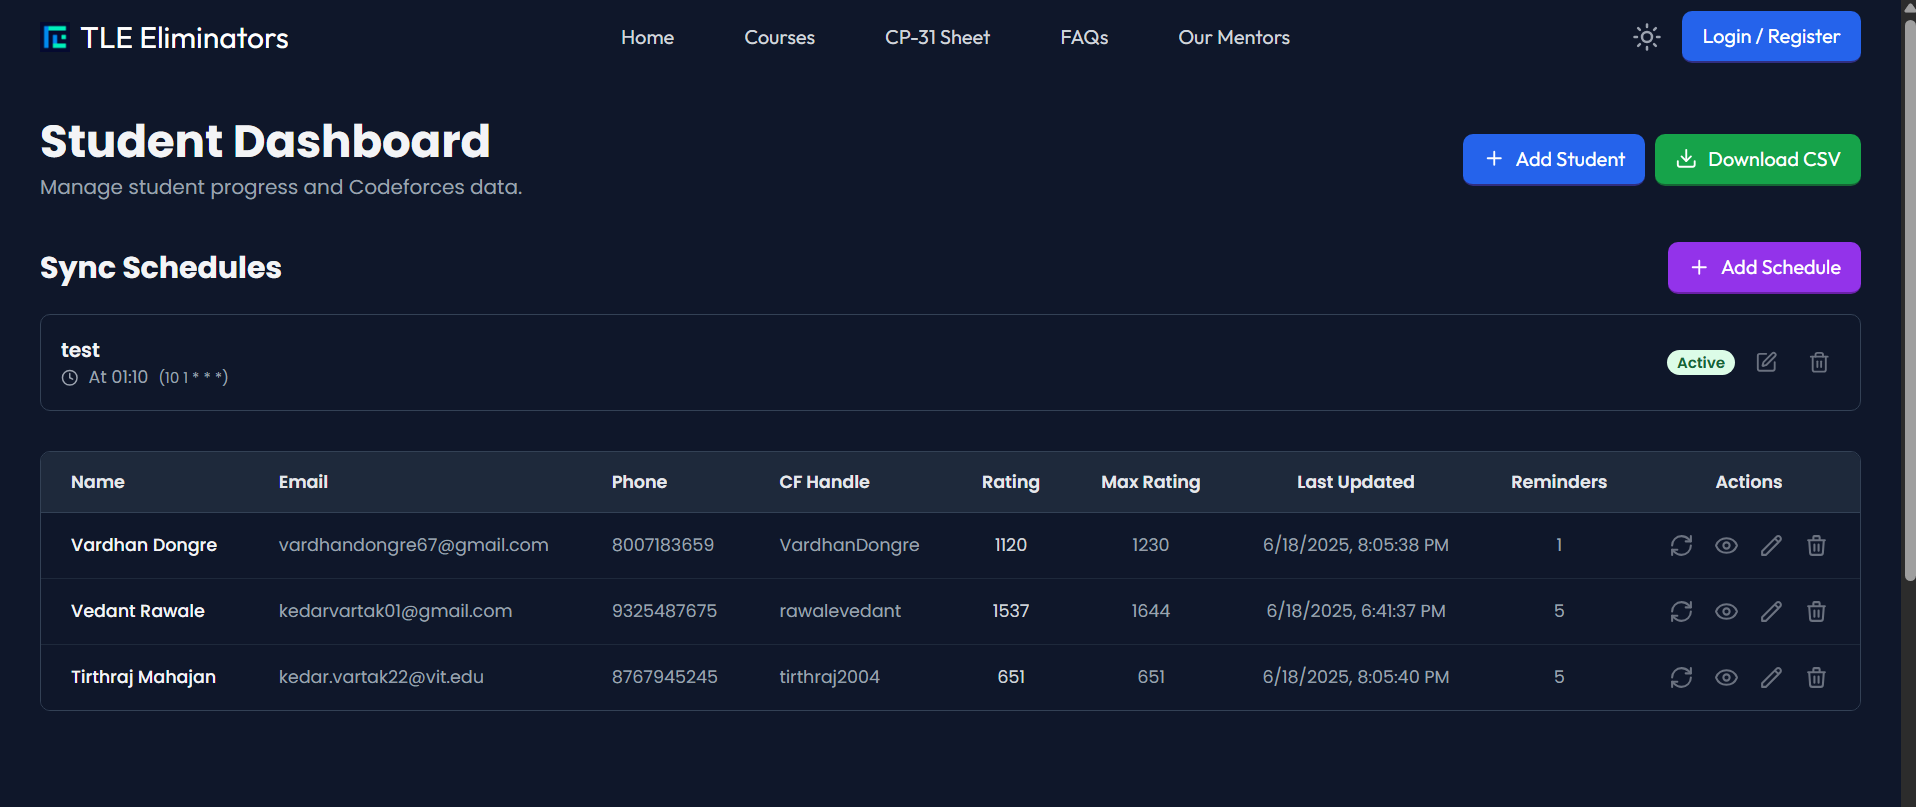 TLE Eliminators Home Courses CP-31 Sheet FAQs Our Mentors Login / Register
Student Dashboard
Manage student progress and Codeforces data.
+ Add Student Download CSV
Sync Schedules
+ Add Schedule
test
At 01:10 (10 1 * * *)
Active
Name Email Phone CF Handle Rating Max Rating Last Updated Reminders Actions
Vardhan Dongre vardhandongre67@gmail.com 8007183659 VardhanDongre 1120 1230 6/18/2025, 8:05:38 PM 1
Vedant Rawale kedarvartak01@gmail.com 9325487675 rawalevedant 1537 1644 6/18/2025, 6:41:37 PM 5
Tirthraj Mahajan kedar.vartak22@vit.edu 8767945245 tirthraj2004 651 651 6/18/2025, 8:05:40 PM 5